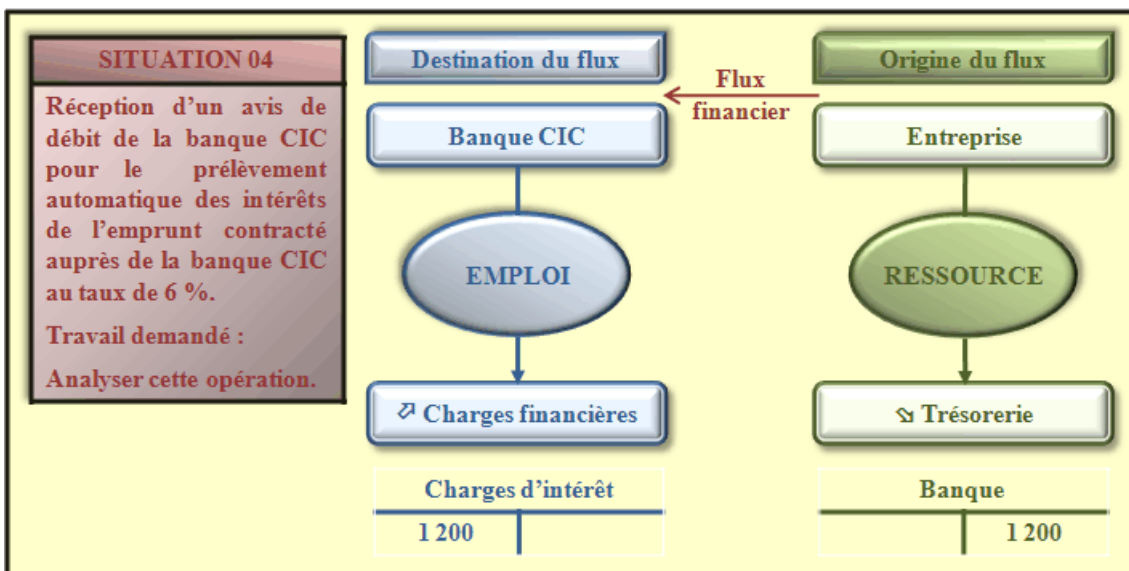 SITUATION 04
Réception d’un avis de
débit de la banque CIC
pour le prélèvement
automatique des intérêts
de l’emprunt contracté
auprès de la banque CIC
au taux de 6 %.
Travail demandé :
Analyser cette opération.
Destination du flux
Flux
financier
Origine du flux
Banque CIC
Entreprise
EMPLOI
RESSOURCE
Charges financières
Trésorerie
Charges d’intérêt
1 200
Banque
1 200